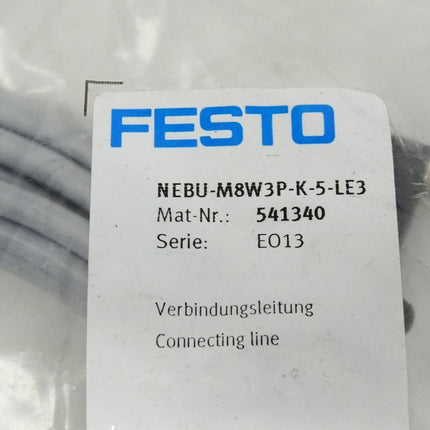 FESTO
NEBU-M8W3P-K-5-LE3
Mat-Nr.: 541340
Serie: EO13
Verbindungsleitung
Connecting line